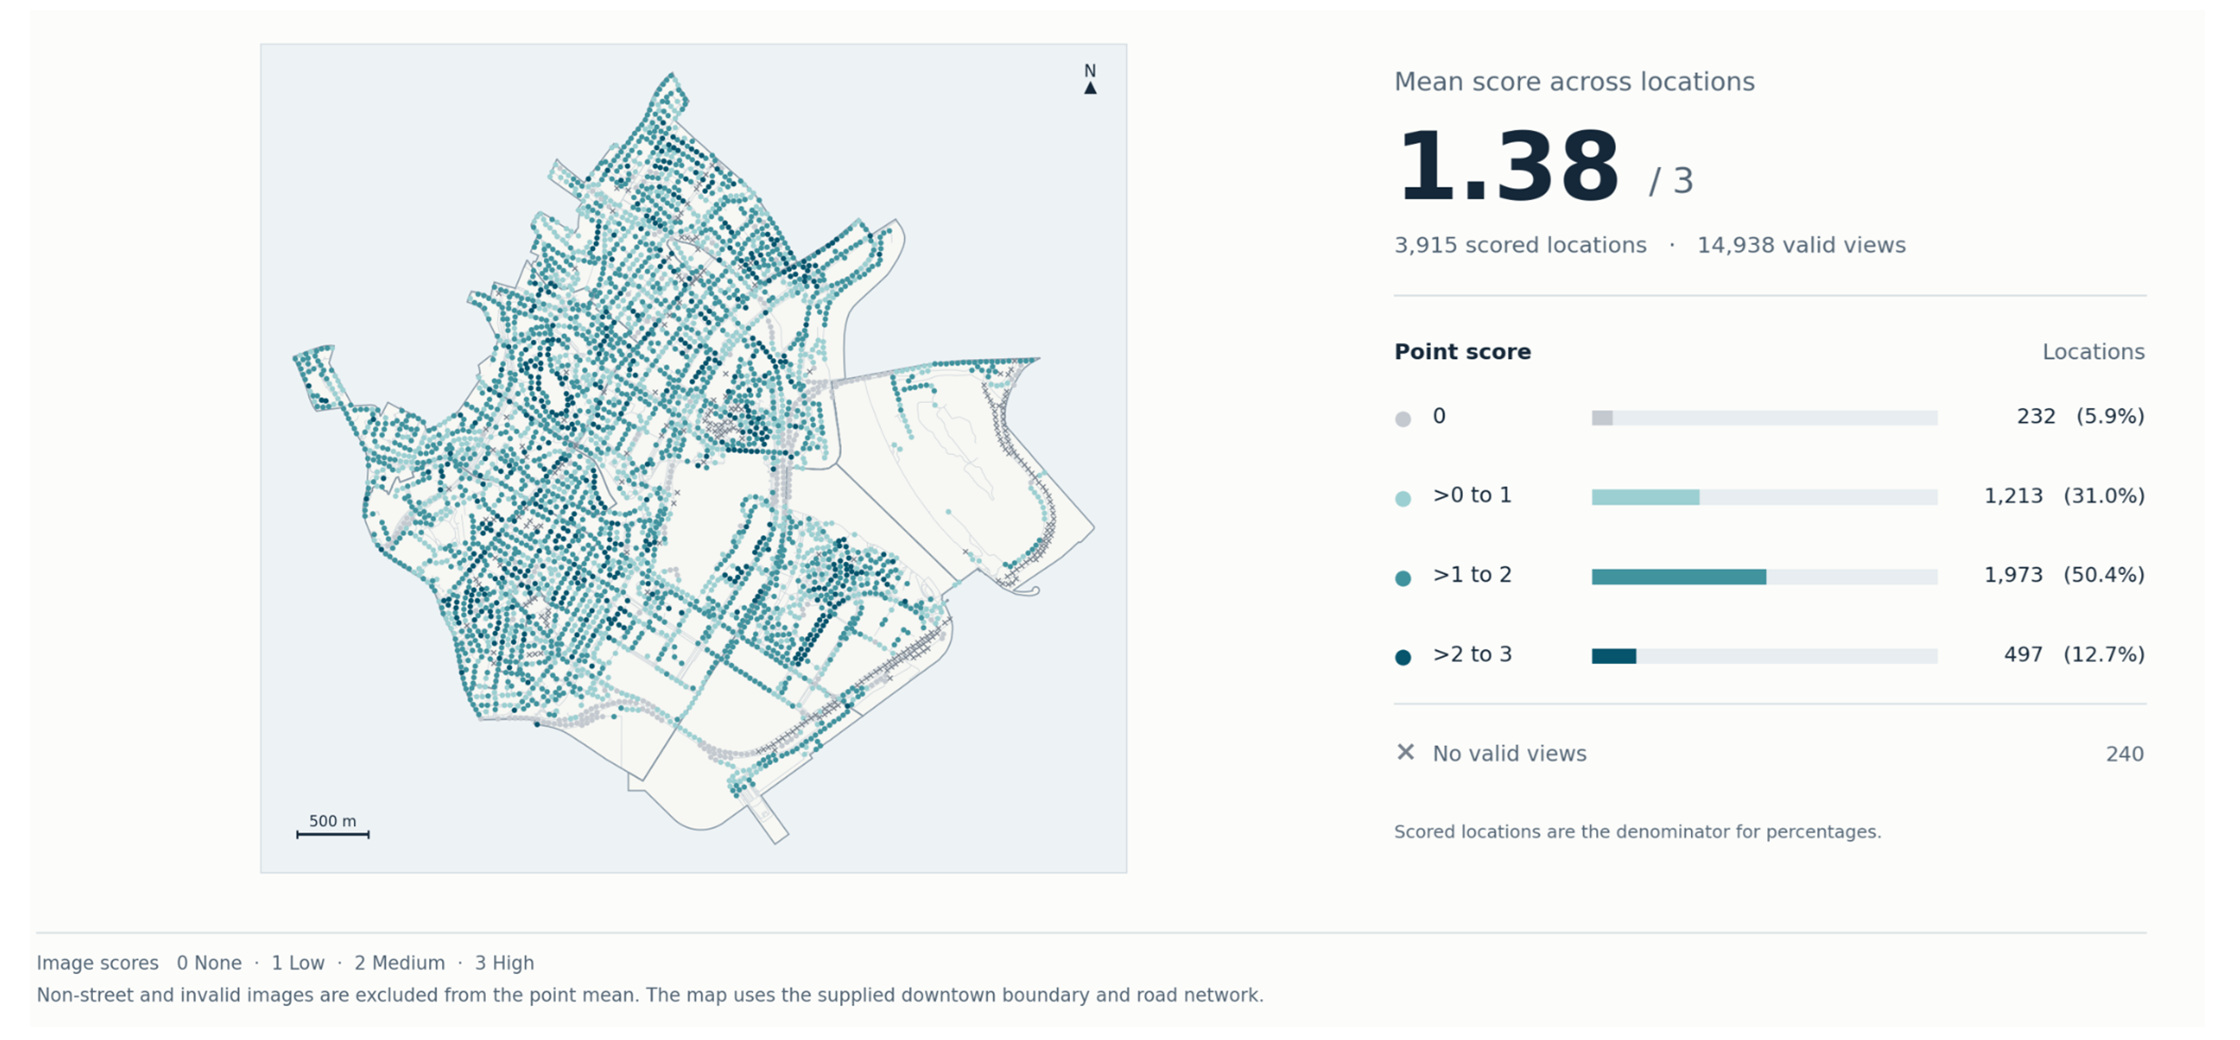 N
▲
500 m
Mean score across locations
1.38 / 3
3,915 scored locations · 14,938 valid views
Point score Locations
0 232 (5.9%)
>0 to 1 1,213 (31.0%)
>1 to 2 1,973 (50.4%)
>2 to 3 497 (12.7%)
× No valid views 240
Scored locations are the denominator for percentages.
Image scores 0 None · 1 Low · 2 Medium · 3 High
Non-street and invalid images are excluded from the point mean. The map uses the supplied downtown boundary and road network.